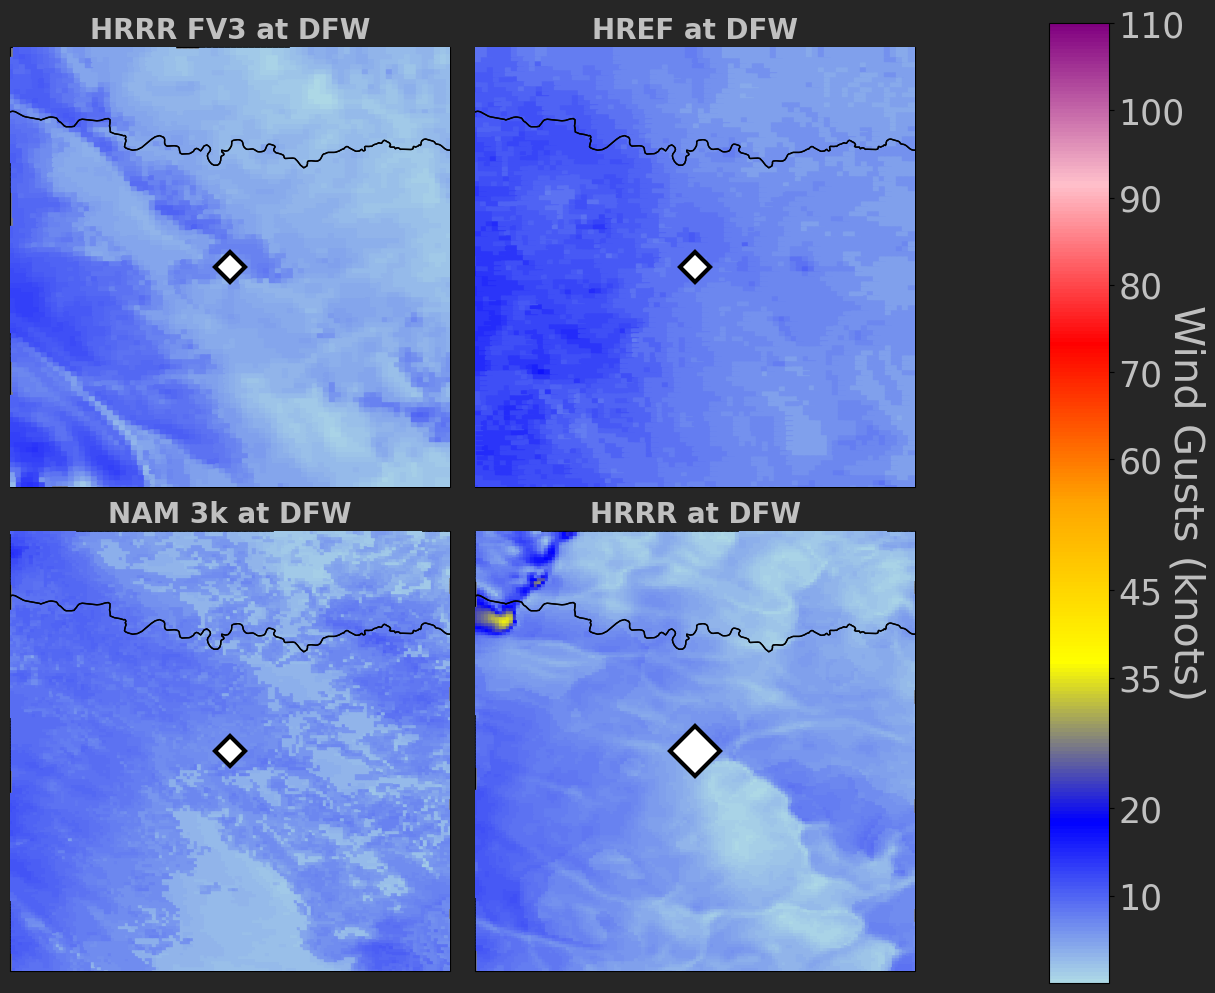 HRRR FV3 at DFW
HREF at DFW
NAM 3k at DFW
HRRR at DFW
110
100
90
80
70
60
45
35
20
10
Wind Gusts (knots)